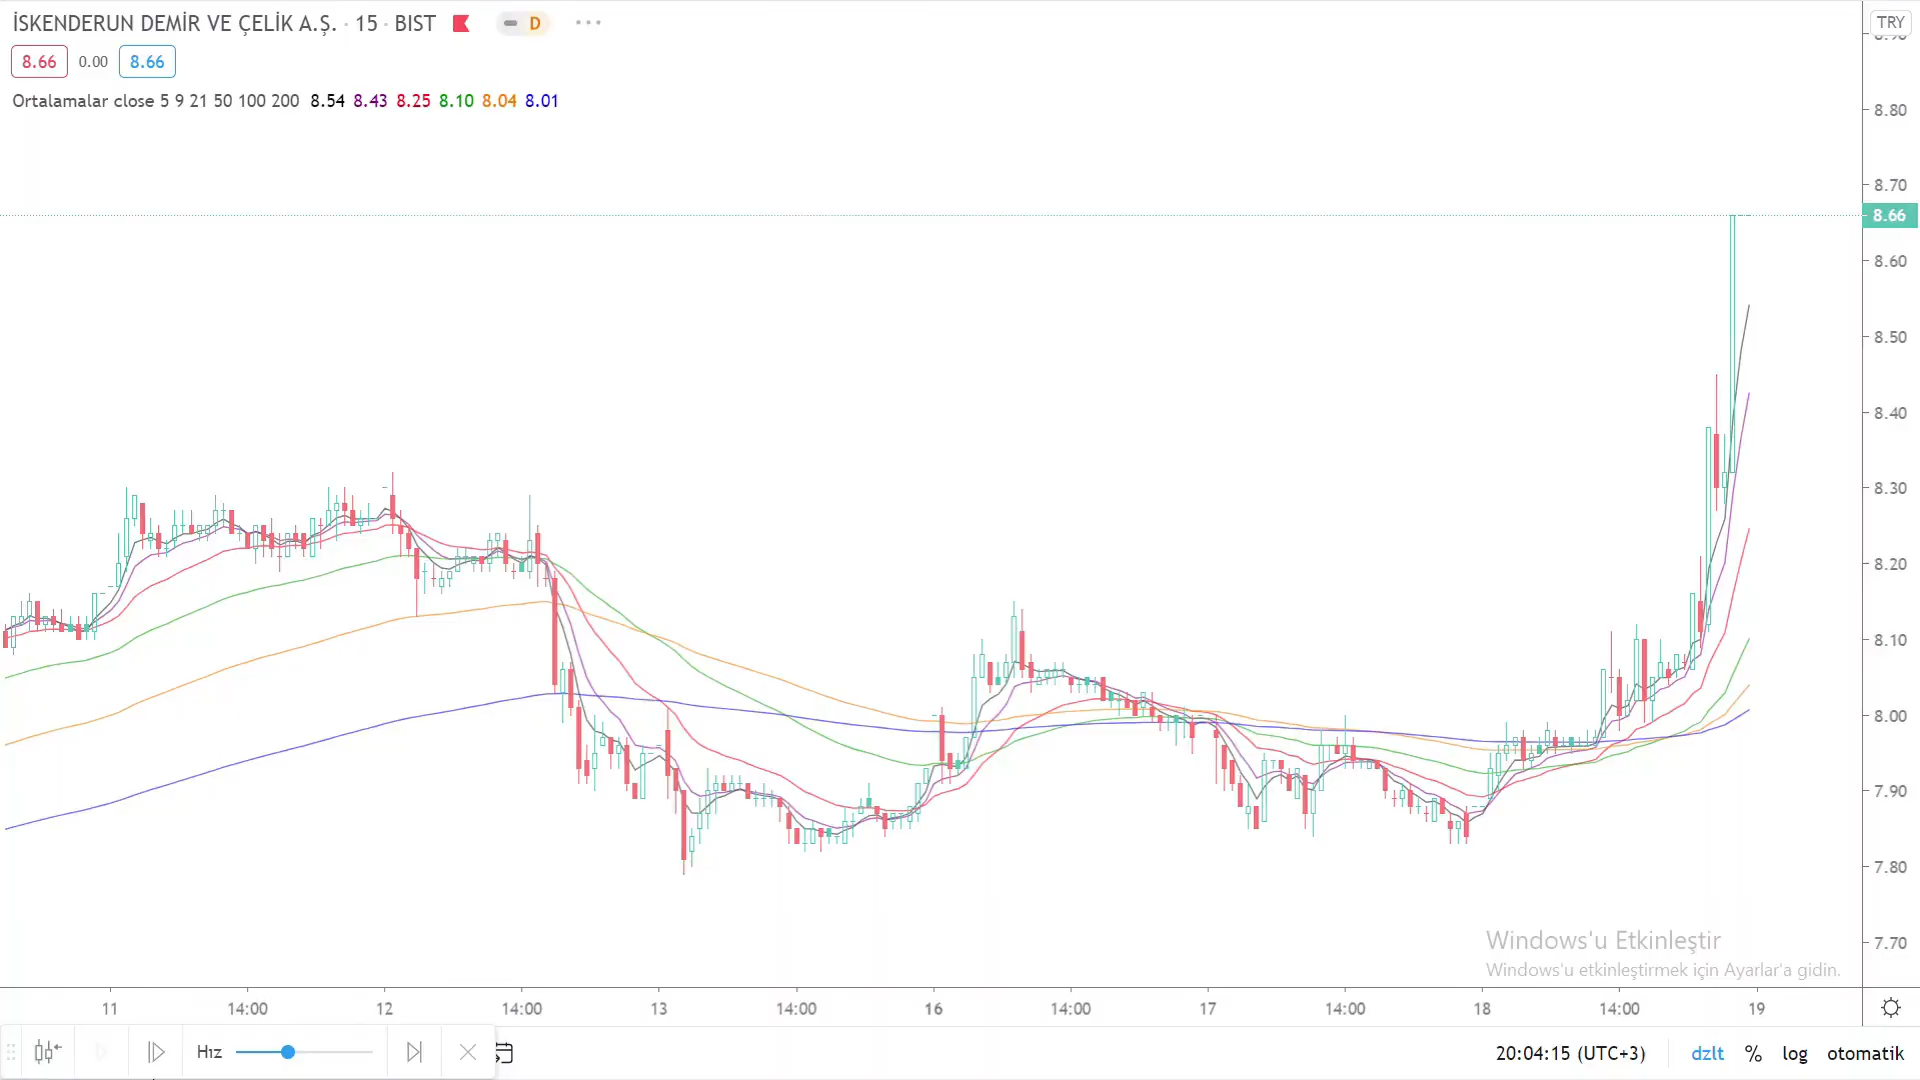 İSKENDERUN DEMİR VE ÇELİK A.Ş. · 15 · BIST D ···
TRY
8.66 0.00 8.66
Ortalamalar close 5 9 21 50 100 200 8.54 8.43 8.25 8.10 8.04 8.01
8.80
8.70
8.66
8.60
8.50
8.40
8.30
8.20
8.10
8.00
7.90
7.80
7.70
Windows'u Etkinleştir
Windows'u etkinleştirmek için Ayarlar'a gidin.
11 14:00 12 14:00 13 14:00 16 14:00 17 14:00 18 14:00 19
Hız 20:04:15 (UTC+3) dzlt % log otomatik